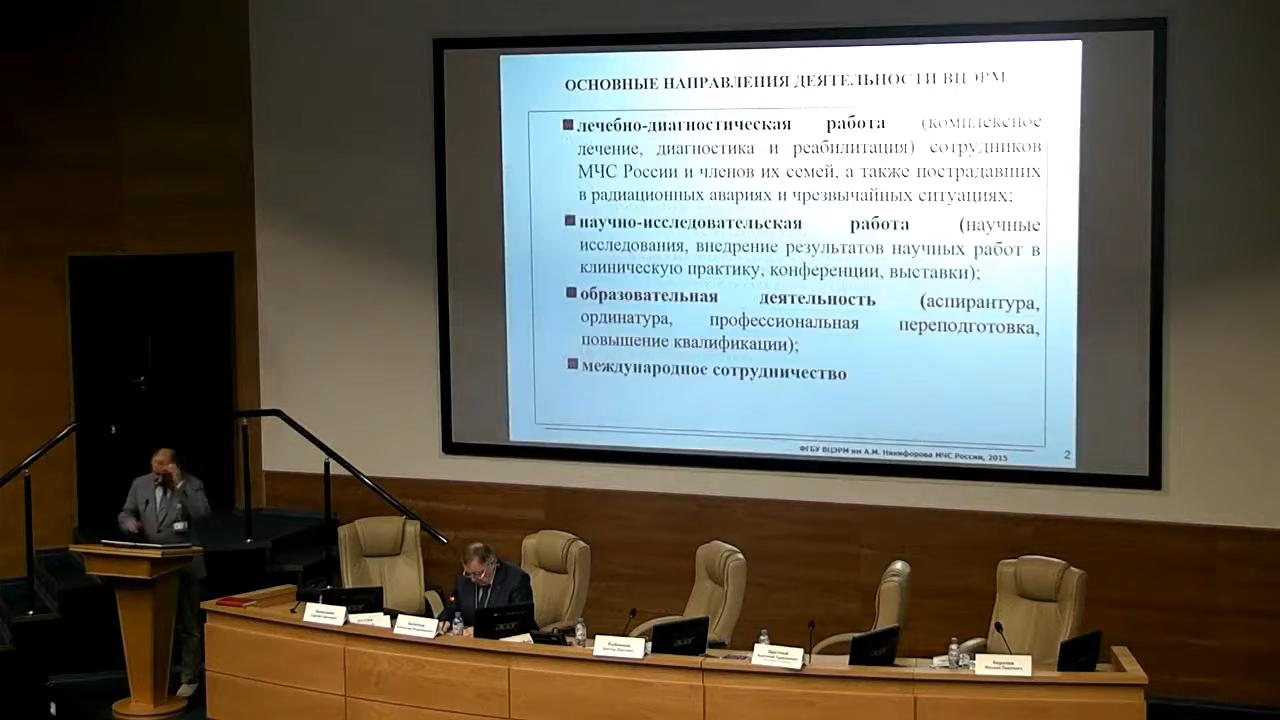 ОСНОВНЫЕ НАПРАВЛЕНИЯ ДЕЯТЕЛЬНОСТИ ВЦЭРМ
лечебно-диагностическая работа (комплексное
лечение, диагностика и реабилитация) сотрудников
МЧС России и членов их семей, а также пострадавших
в радиационных авариях и чрезвычайных ситуациях;
научно-исследовательская работа (научные
исследования, внедрение результатов научных работ в
клиническую практику, конференции, выставки);
образовательная деятельность (аспирантура,
ординатура, профессиональная переподготовка,
повышение квалификации);
международное сотрудничество
ФГБУ ВЦЭРМ им А.М. Никифорова МЧС России, 2015
2
acer
acer